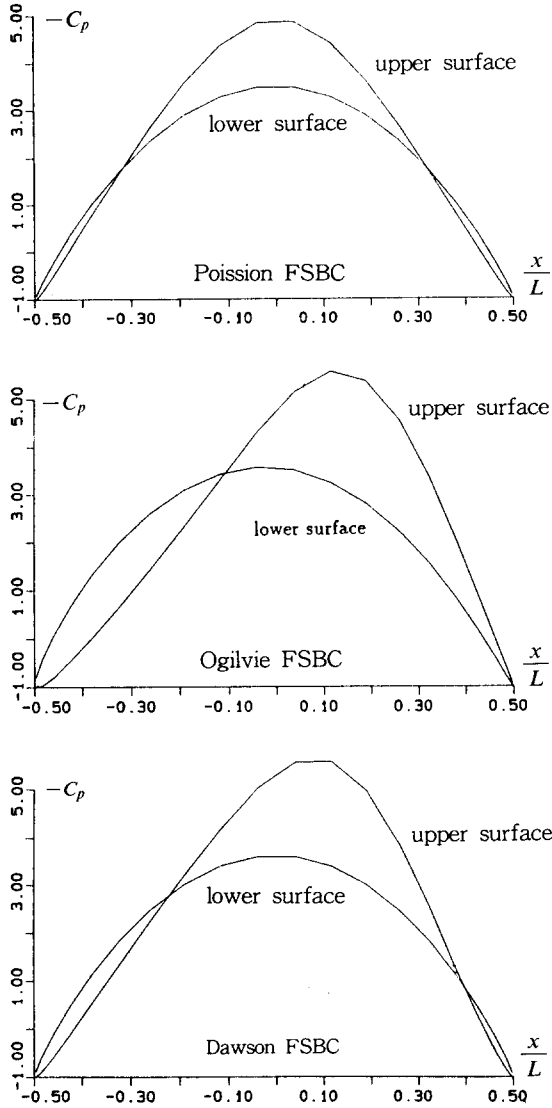 5.00
−Cp
upper surface
3.00
lower surface
1.00
Poission FSBC
x/L
-1.00
-0.50 -0.30 -0.10 0.10 0.30 0.50
5.00
−Cp
upper surface
3.00
lower surface
1.00
Ogilvie FSBC
x/L
-1.00
-0.50 -0.30 -0.10 0.10 0.30 0.50
5.00
−Cp
upper surface
3.00
lower surface
1.00
Dawson FSBC
x/L
-1.00
-0.50 -0.30 -0.10 0.10 0.30 0.50